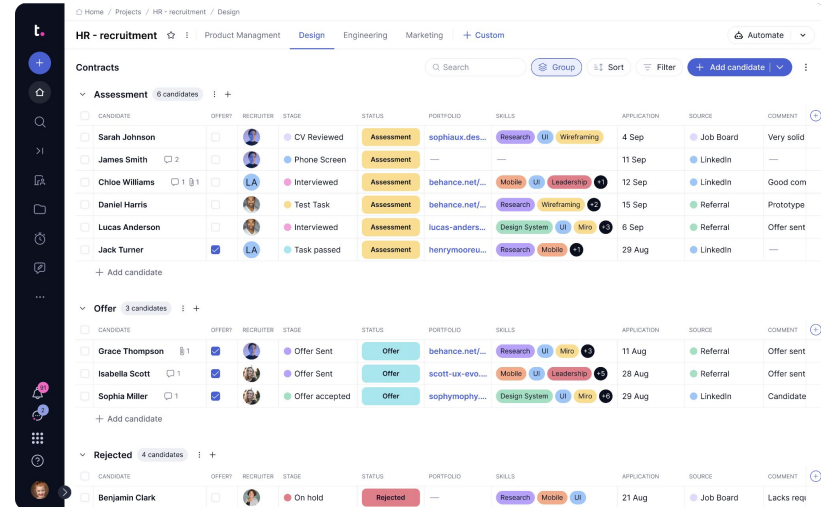 Home / Projects / HR - recruitment / Design
t.
HR - recruitment Product Managment Design Engineering Marketing + Custom Automate
Contracts Search Group Sort Filter + Add candidate
Assessment 6 candidates
CANDIDATE OFFER? RECRUITER STAGE STATUS PORTFOLIO SKILLS APPLICATION SOURCE COMMENT
Sarah Johnson CV Reviewed Assessment sophiaux.des... Research UI Wireframing 4 Sep Job Board Very solid
James Smith 2 Phone Screen Assessment — — 11 Sep LinkedIn —
Chloe Williams 1 1 LA Interviewed Assessment behance.net/... Mobile UI Leadership +1 12 Sep LinkedIn Good com
Daniel Harris Test Task Assessment behance.net/... Research Wireframing +2 15 Sep Referral Prototype
Lucas Anderson Interviewed Assessment lucas-anders... Design System UI Miro +3 6 Sep Referral Offer sent
Jack Turner LA Task passed Assessment henrymooreu... Research Mobile +1 29 Aug LinkedIn —
+ Add candidate
Offer 3 candidates
CANDIDATE OFFER? RECRUITER STAGE STATUS PORTFOLIO SKILLS APPLICATION SOURCE COMMENT
Grace Thompson 1 Offer Sent Offer behance.net/... Research UI Miro +3 11 Aug Referral Offer sent
Isabella Scott 1 Offer Sent Offer scott-ux-evo.... Mobile UI Leadership +5 28 Aug Referral Offer sent
Sophia Miller 1 Offer accepted Offer sophymophy.... Design System UI Miro +6 29 Aug LinkedIn Candidate
+ Add candidate
Rejected 4 candidates
CANDIDATE OFFER? RECRUITER STAGE STATUS PORTFOLIO SKILLS APPLICATION SOURCE COMMENT
Benjamin Clark On hold Rejected — Research Mobile UI 21 Aug Job Board Lacks requ